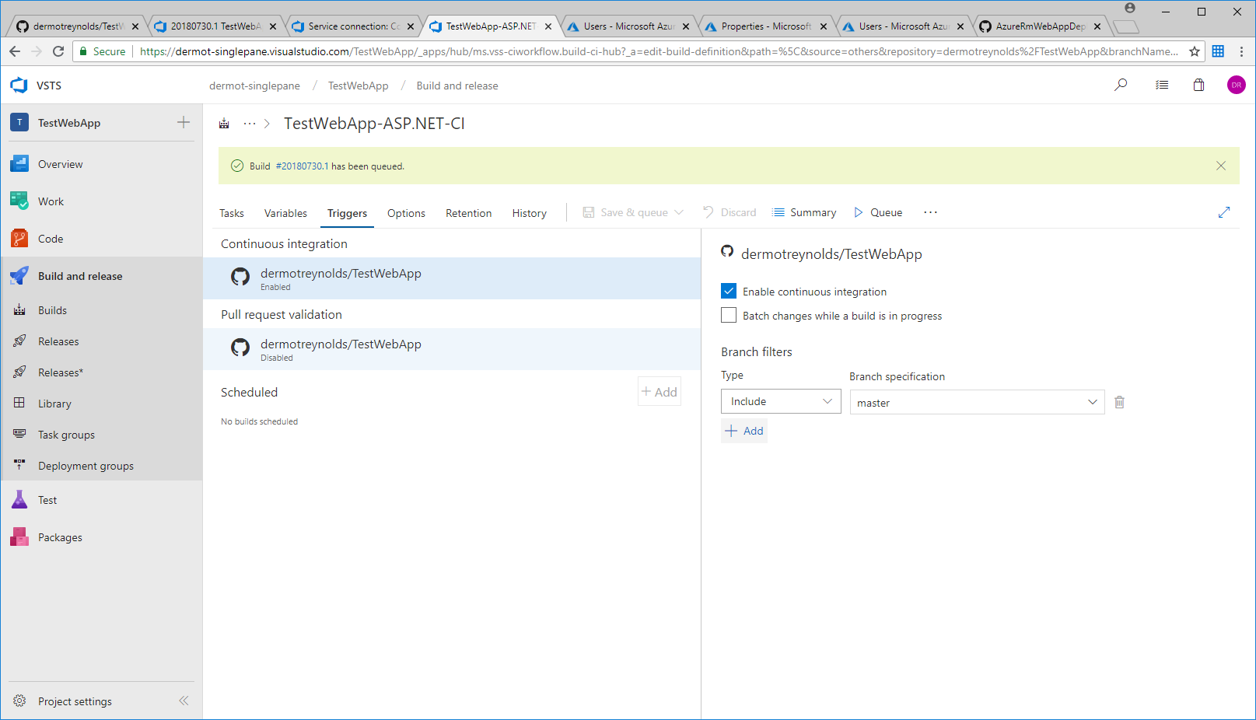 dermotreynolds/TestW
20180730.1 TestWebA
Service connection: Co
TestWebApp-ASP.NET
Users - Microsoft Azur
Properties - Microsoft
Users - Microsoft Azur
AzureRmWebAppDep
Secure
https://dermot-singlepane.visualstudio.com/TestWebApp/_apps/hub/ms.vss-ciworkflow.build-ci-hub?_a=edit-build-definition&path=%5C&source=others&repository=dermotreynolds%2FTestWebApp&branchName...
VSTS
dermot-singlepane / TestWebApp / Build and release
DR
T
TestWebApp
Overview
Work
Code
Build and release
Builds
Releases
Releases*
Library
Task groups
Deployment groups
Test
Packages
Project settings
··· > TestWebApp-ASP.NET-CI
Build #20180730.1 has been queued.
Tasks
Variables
Triggers
Options
Retention
History
Save & queue
Discard
Summary
Queue
···
Continuous integration
dermotreynolds/TestWebApp
Enabled
Pull request validation
dermotreynolds/TestWebApp
Disabled
Scheduled
+ Add
No builds scheduled
dermotreynolds/TestWebApp
Enable continuous integration
Batch changes while a build is in progress
Branch filters
Type
Branch specification
Include
master
+ Add